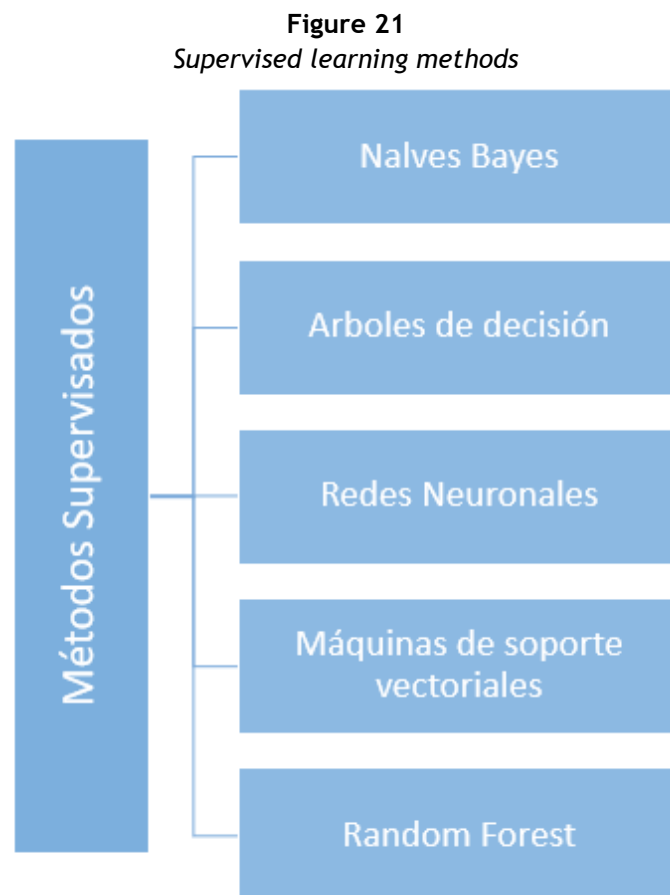 Figure 21
Supervised learning methods
Métodos Supervisados
Nalves Bayes
Arboles de decisión
Redes Neuronales
Máquinas de soporte
vectoriales
Random Forest